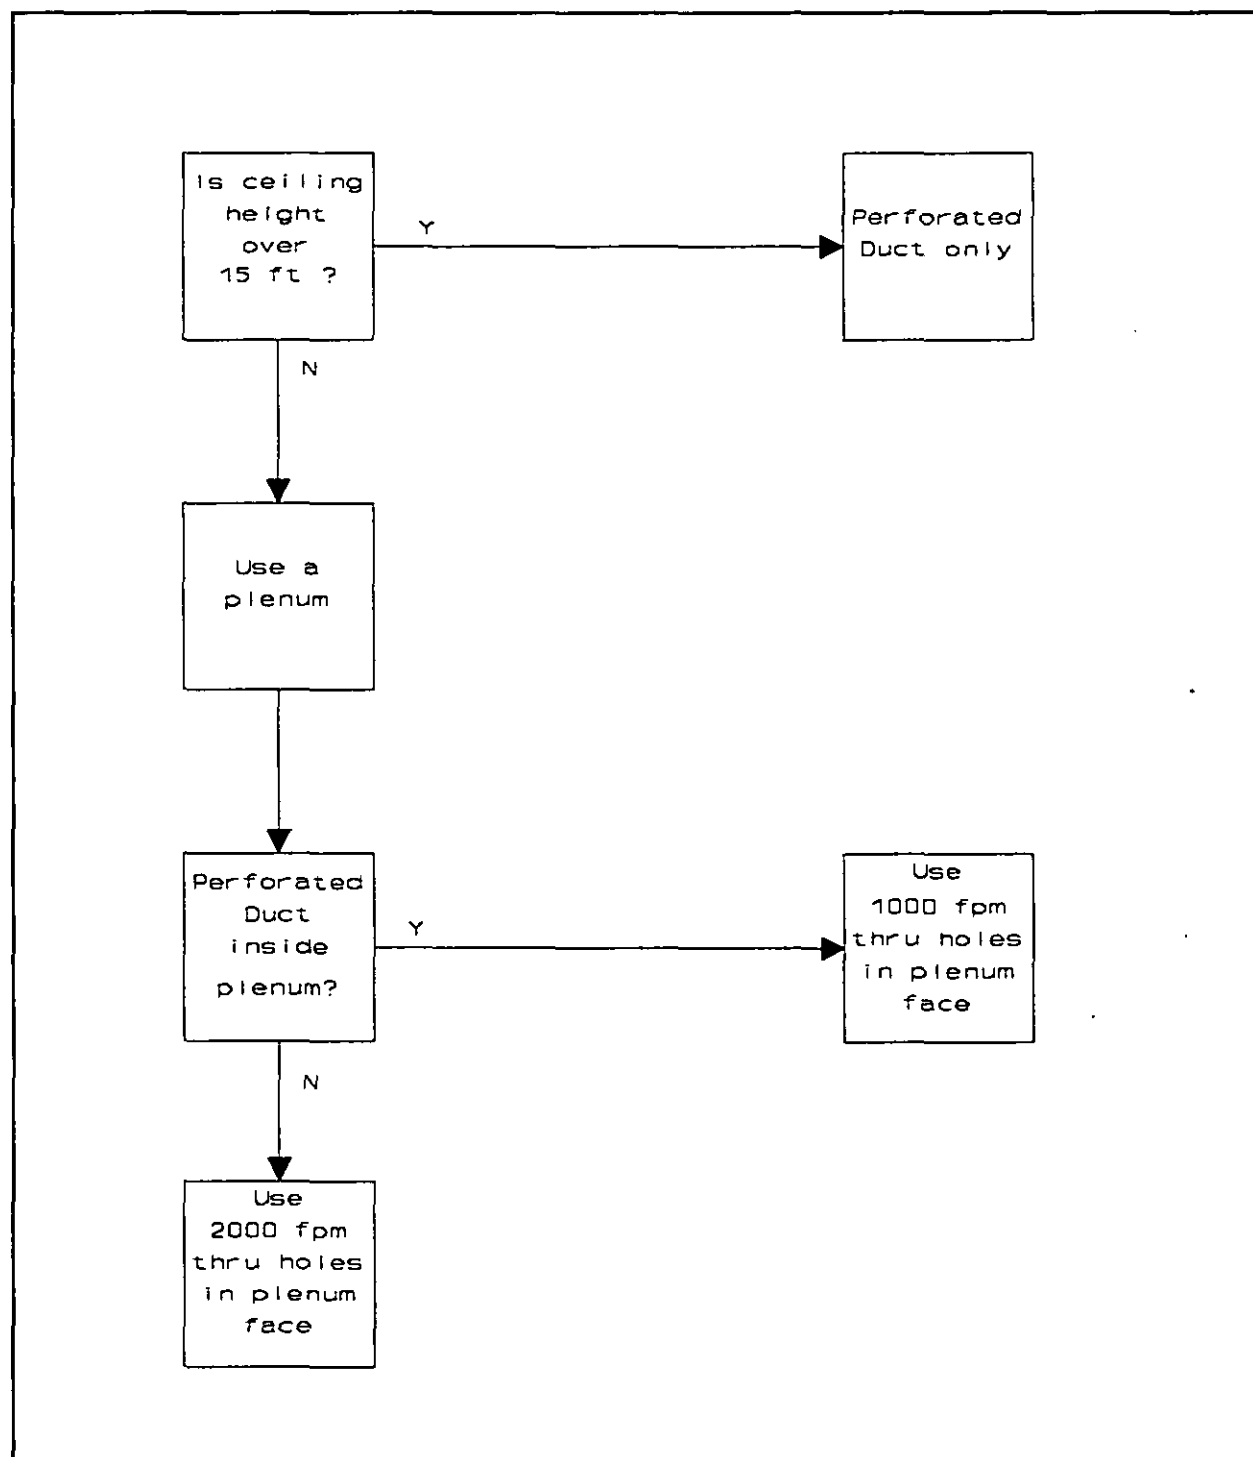 Is ceiling
height
over
15 ft ?
Y
Perforated
Duct only
N
Use a
plenum
Perforated
Duct
inside
plenum?
Y
Use
1000 fpm
thru holes
in plenum
face
N
Use
2000 fpm
thru holes
in plenum
face